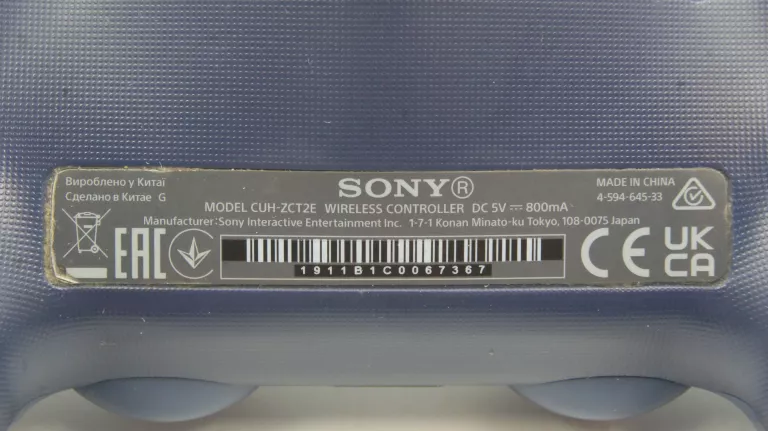 Вироблено у Китаї
Сделано в Китае G
SONY®
MODEL CUH-ZCT2E WIRELESS CONTROLLER DC 5V ⎓ 800mA
MADE IN CHINA
4-594-645-33
Manufacturer:Sony Interactive Entertainment Inc. 1-7-1 Konan Minato-ku Tokyo, 108-0075 Japan
EAC
1911B1C0067367
CE
UK
CA